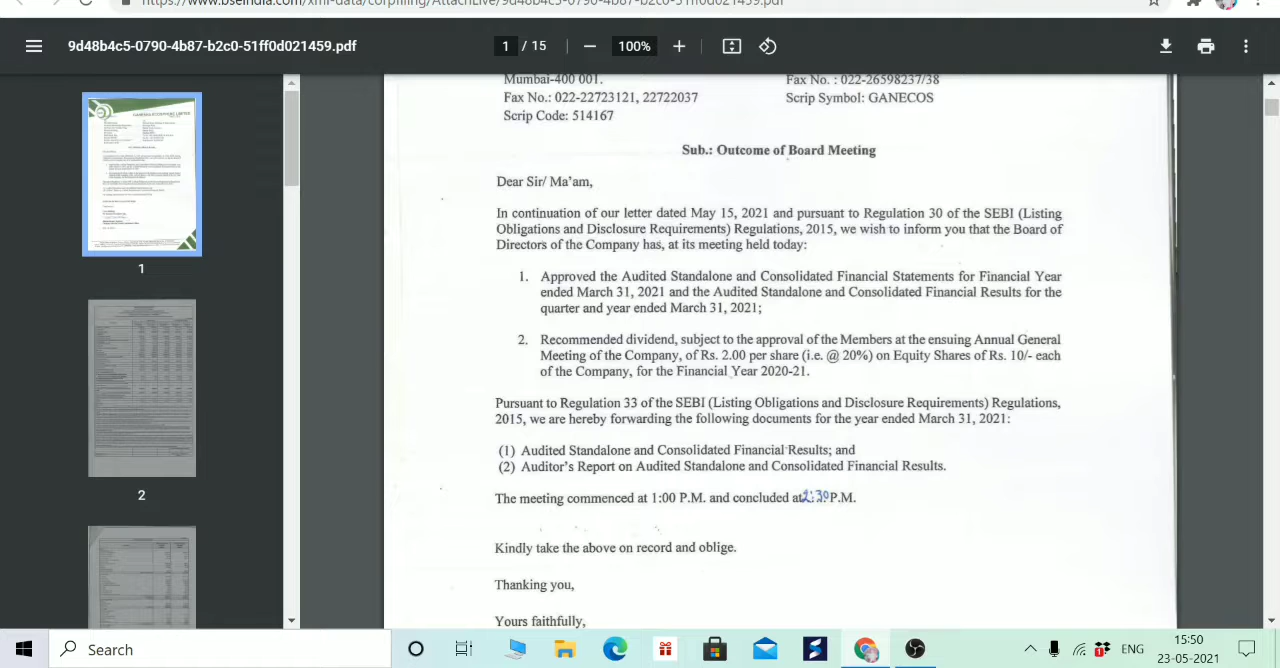 https://www.bseindia.com/xml-data/corpfiling/AttachLive/9d48b4c5-0790-4b87-b2c0-51ff0d021459.pdf
9d48b4c5-0790-4b87-b2c0-51ff0d021459.pdf
1 / 15
100%
Mumbai-400 001.
Fax No. : 022-26598237/38
Fax No.: 022-22723121, 22722037
Scrip Symbol: GANECOS
Scrip Code: 514167
Sub.: Outcome of Board Meeting
Dear Sir/ Ma'am,
In continuation of our letter dated May 15, 2021 and pursuant to Regulation 30 of the SEBI (Listing
Obligations and Disclosure Requirements) Regulations, 2015, we wish to inform you that the Board of
Directors of the Company has, at its meeting held today:
1. Approved the Audited Standalone and Consolidated Financial Statements for Financial Year
ended March 31, 2021 and the Audited Standalone and Consolidated Financial Results for the
quarter and year ended March 31, 2021;
2. Recommended dividend, subject to the approval of the Members at the ensuing Annual General
Meeting of the Company, of Rs. 2.00 per share (i.e. @ 20%) on Equity Shares of Rs. 10/- each
of the Company, for the Financial Year 2020-21.
Pursuant to Regulation 33 of the SEBI (Listing Obligations and Disclosure Requirements) Regulations,
2015, we are hereby forwarding the following documents for the year ended March 31, 2021:
(1) Audited Standalone and Consolidated Financial Results; and
(2) Auditor's Report on Audited Standalone and Consolidated Financial Results.
The meeting commenced at 1:00 P.M. and concluded at 2:30 P.M.
Kindly take the above on record and oblige.
Thanking you,
Yours faithfully,
1
2
Search
ENG
15:50
23-05-2021